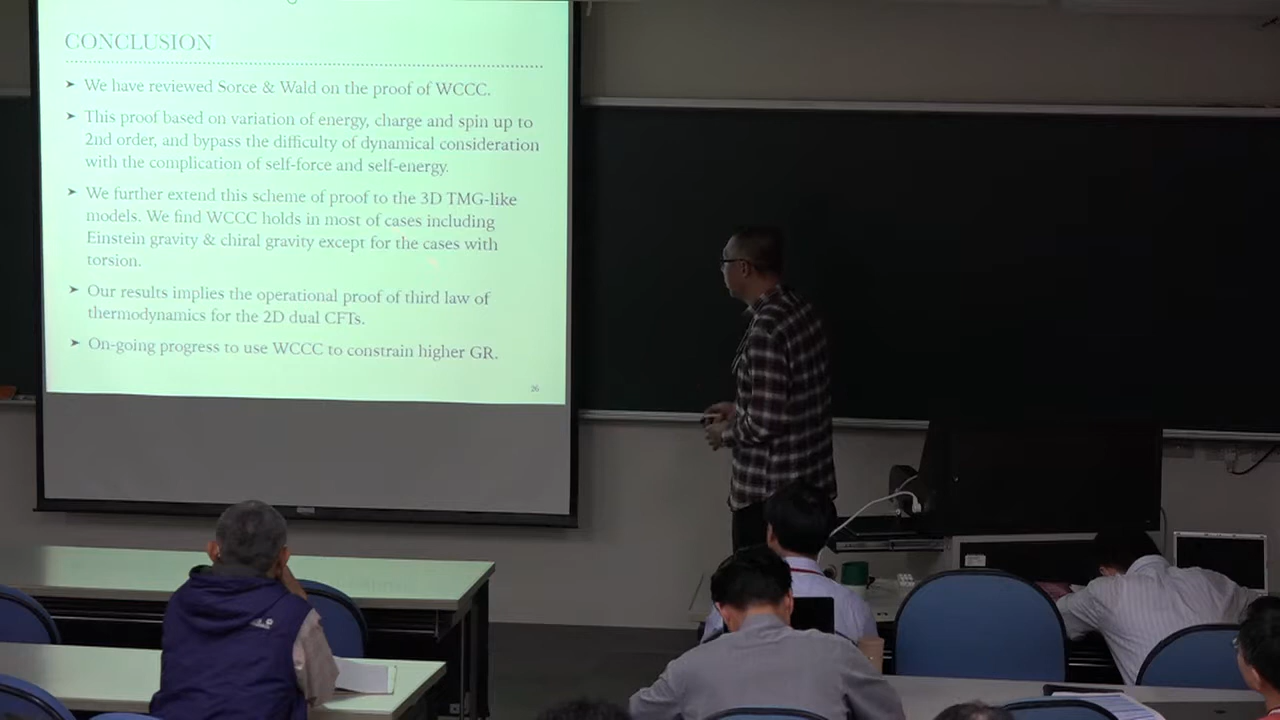 CONCLUSION
➤ We have reviewed Sorce & Wald on the proof of WCCC.
➤ This proof based on variation of energy, charge and spin up to
2nd order, and bypass the difficulty of dynamical consideration
with the complication of self-force and self-energy.
➤ We further extend this scheme of proof to the 3D TMG-like
models. We find WCCC holds in most of cases including
Einstein gravity & chiral gravity except for the cases with
torsion.
➤ Our results implies the operational proof of third law of
thermodynamics for the 2D dual CFTs.
➤ On-going progress to use WCCC to constrain higher GR.
26